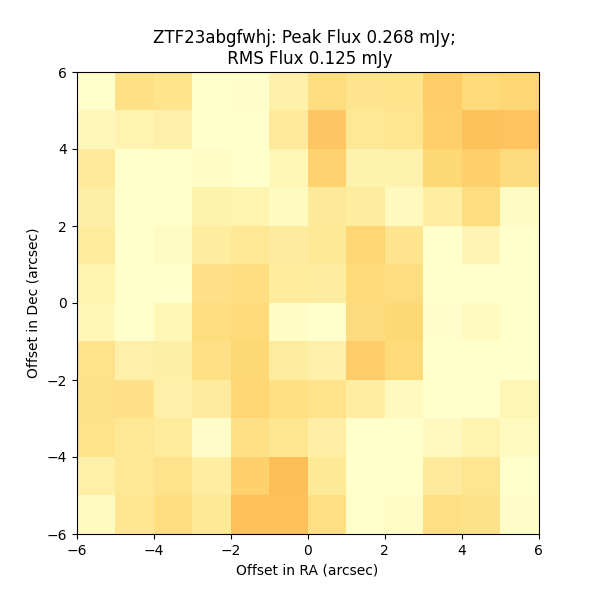 ZTF23abgfwhj: Peak Flux 0.268 mJy;
RMS Flux 0.125 mJy
6
4
2
0
−2
−4
−6
Offset in Dec (arcsec)
−6 −4 −2 0 2 4 6
Offset in RA (arcsec)